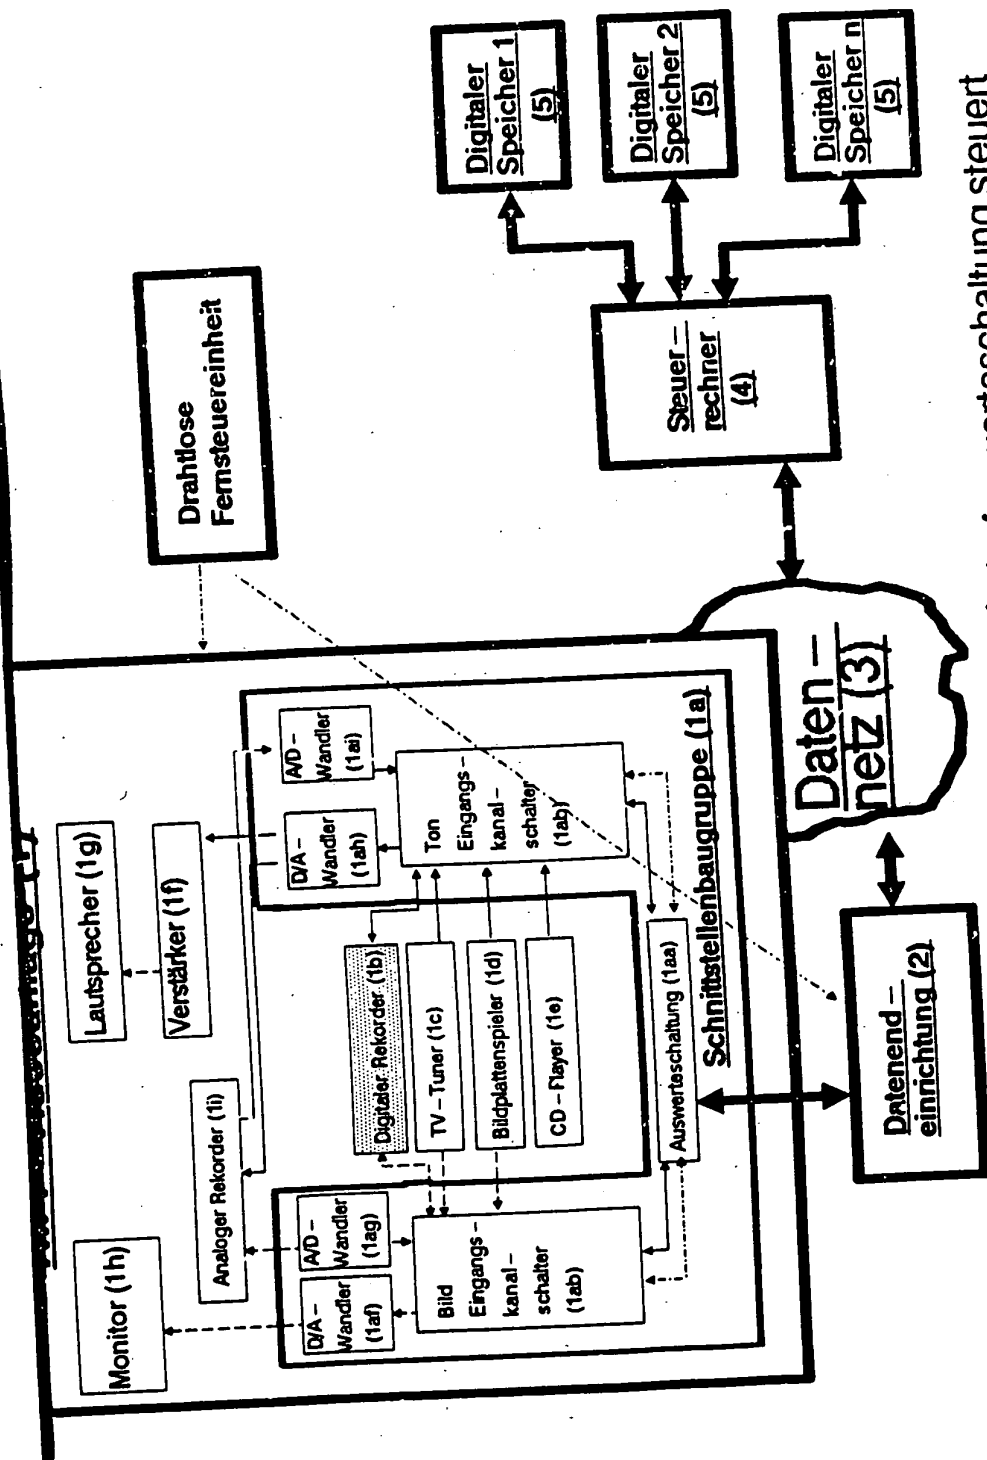 Monitor (1h)
Lautsprecher (1g)
Verstärker (1f)
Analoger Rekorder (1i)
Drahtlose
Fernsteuereinheit
D/A –
Wandler
(1af)
A/D –
Wandler
(1ag)
D/A –
Wandler
(1ah)
A/D –
Wandler
(1ai)
Bild
Eingangs –
kanal –
schalter
(1ab)
Digitaler Rekorder (1b)
TV – Tuner (1c)
Bildplattenspieler (1d)
CD – Player (1e)
Ton
Eingangs –
kanal –
schalter
(1ab)
Auswerteschaltung (1aa)
Schnittstellenbaugruppe (1a)
Datenend –
einrichtung (2)
Daten –
netz (3)
Steuer –
rechner
(4)
Digitaler
Speicher 1
(5)
Digitaler
Speicher 2
(5)
Digitaler
Speicher n
(5)
steuert